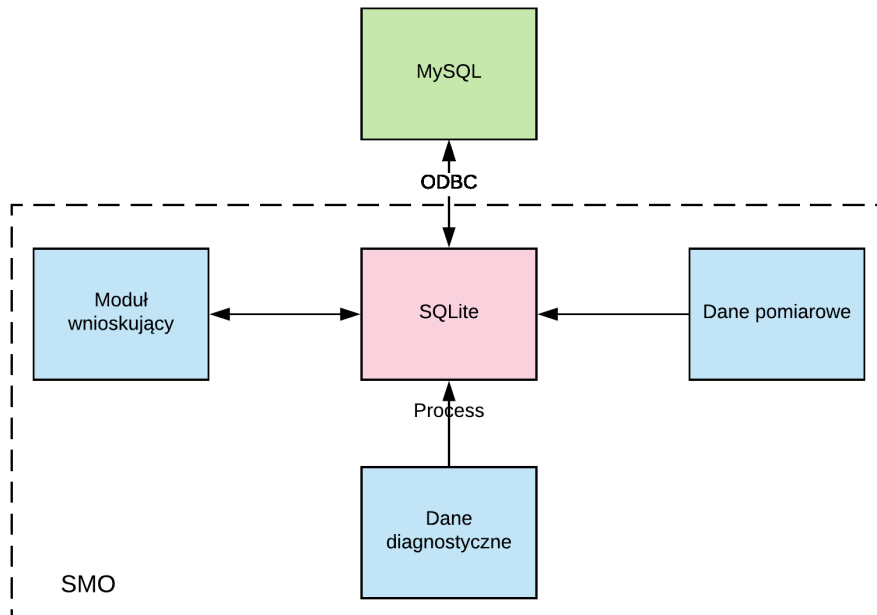 MySQL
ODBC
Moduł
wnioskujący
SQLite
Dane pomiarowe
Process
Dane
diagnostyczne
SMO